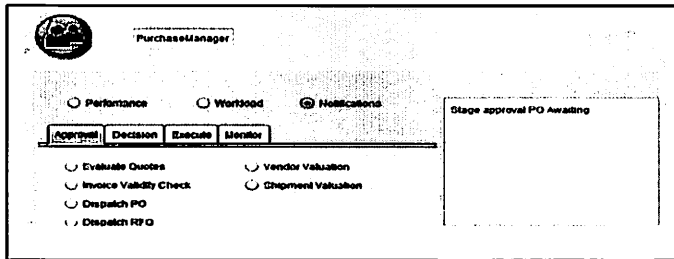 PurchaseManager
Performance Workload Notifications
Stage approval PO Awaiting
Approval Decision Execute Monitor
Evaluate Quotes Vendor Valuation
Invoice Validity Check Shipment Valuation
Dispatch PO
Dispatch RFQ